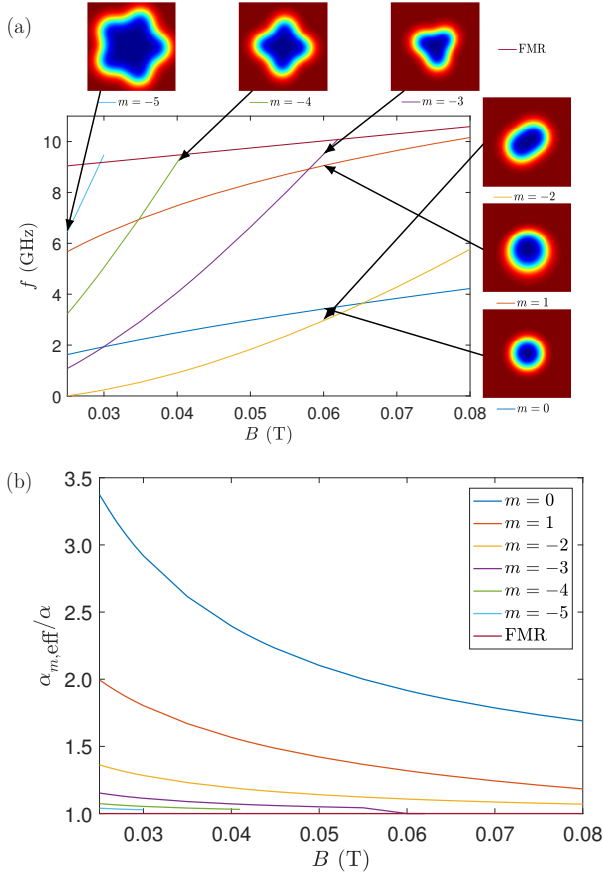 (a)
FMR
m = −5
m = −4
m = −3
m = −2
m = 1
m = 0
10
8
6
4
2
0
f (GHz)
0.03 0.04 0.05 0.06 0.07 0.08
B (T)
(b)
3.5
3.0
2.5
2.0
1.5
1.0
α_{m,eff}/α
m = 0
m = 1
m = −2
m = −3
m = −4
m = −5
FMR
0.03 0.04 0.05 0.06 0.07 0.08
B (T)